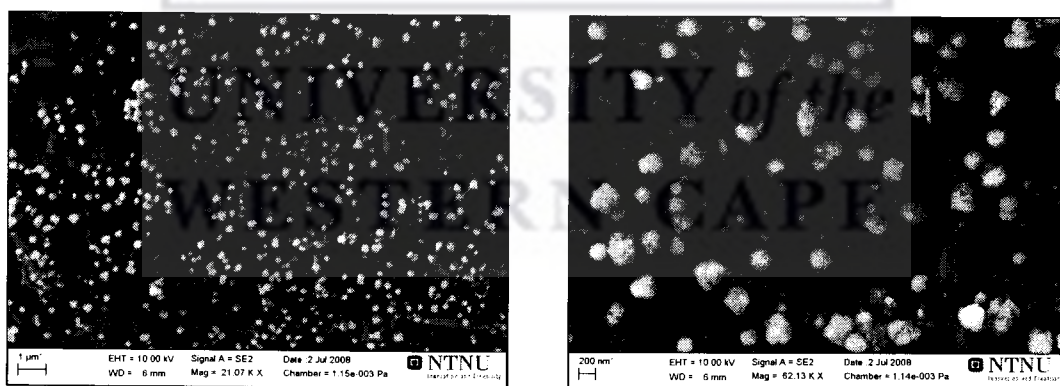 UNIVERSITY of the
WESTERN CAPE
1 µm
EHT = 10.00 kV Signal A = SE2 Date :2 Jul 2008
WD = 6 mm Mag = 21.07 K X Chamber = 1.15e-003 Pa
NTNU
200 nm
EHT = 10.00 kV Signal A = SE2 Date :2 Jul 2008
WD = 6 mm Mag = 62.13 K X Chamber = 1.14e-003 Pa
NTNU